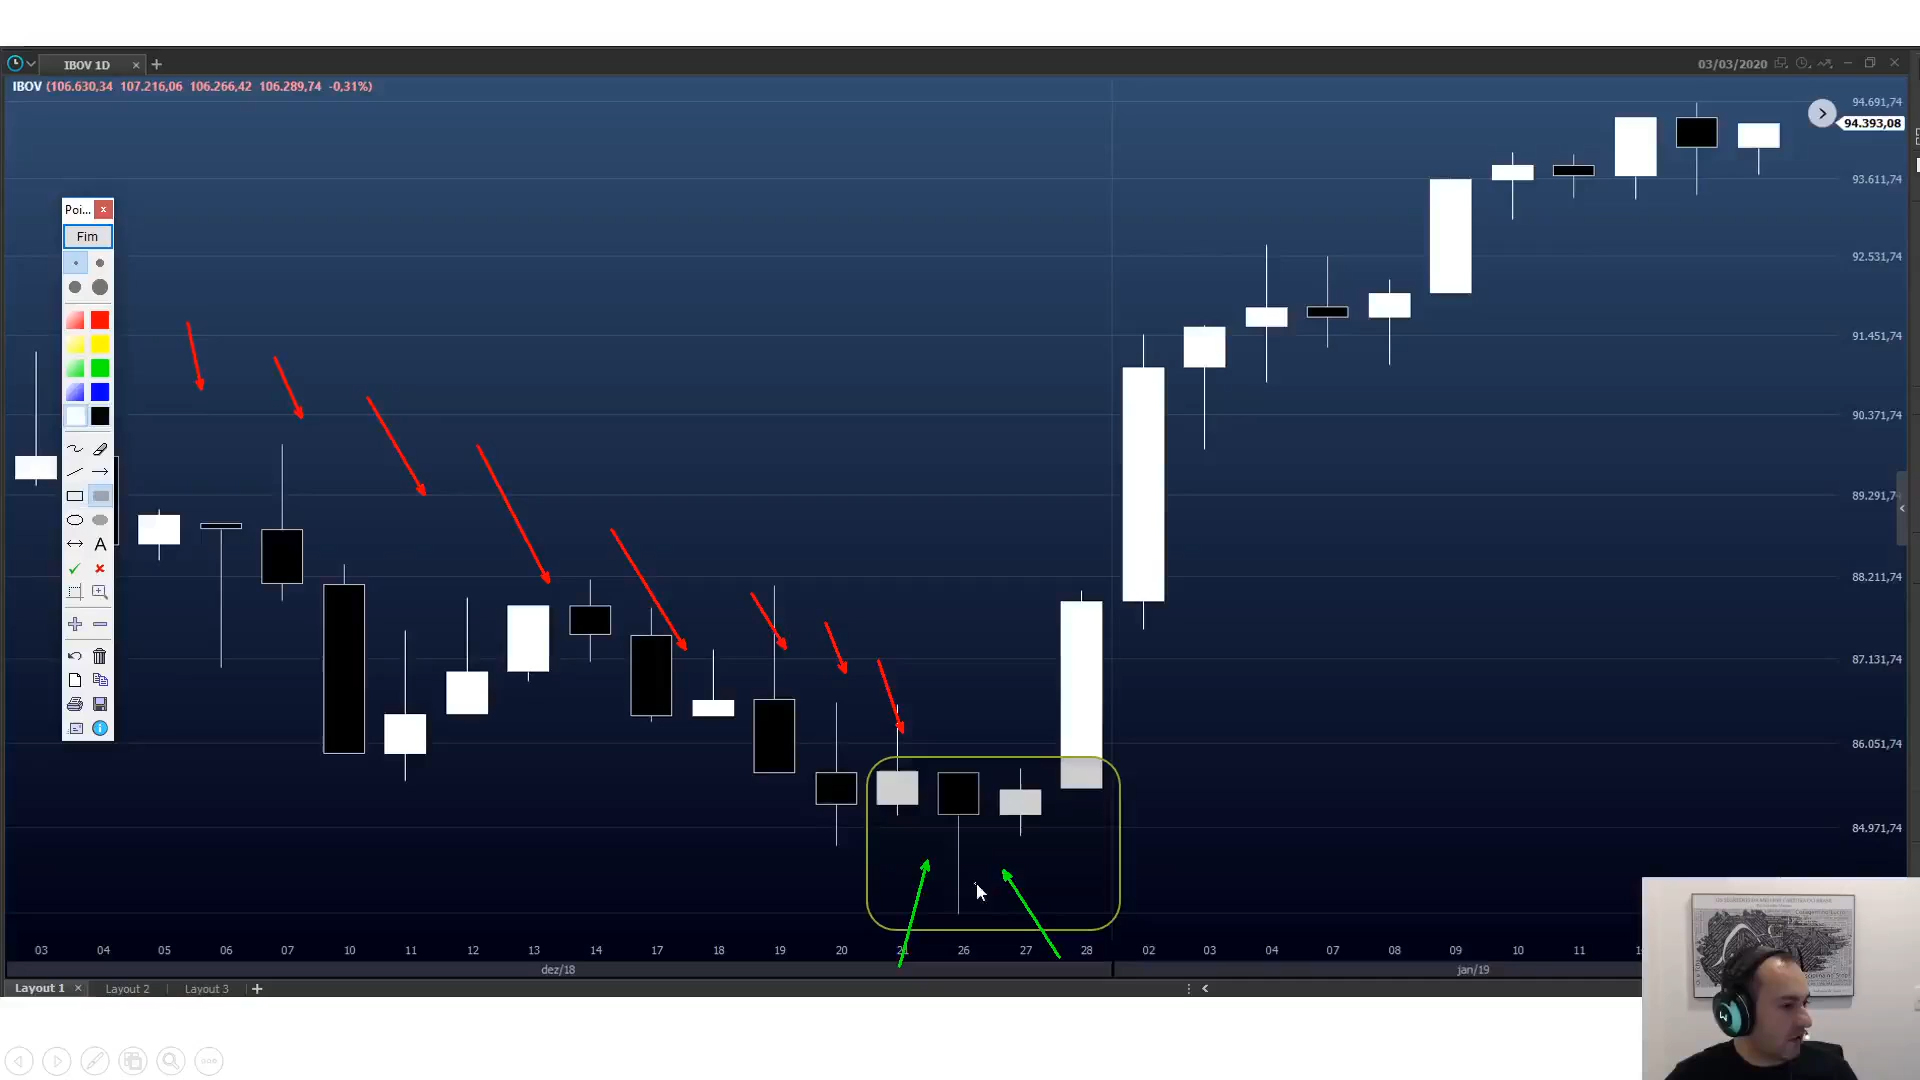 IBOV 1D
03/03/2020
IBOV (106.630,34 107.216,06 106.266,42 106.289,74 -0,31%)
94.691,74
94.393,08
93.611,74
92.531,74
91.451,74
90.371,74
89.291,7
88.211,74
87.131,74
86.051,74
84.971,74
Poi...
Fim
A
03 04 05 06 07 10 11 12 13 14 17 18 19 20 21 26 27 28 02 03 04 07 08 09 10 11
dez/18 jan/19
Layout 1 Layout 2 Layout 3